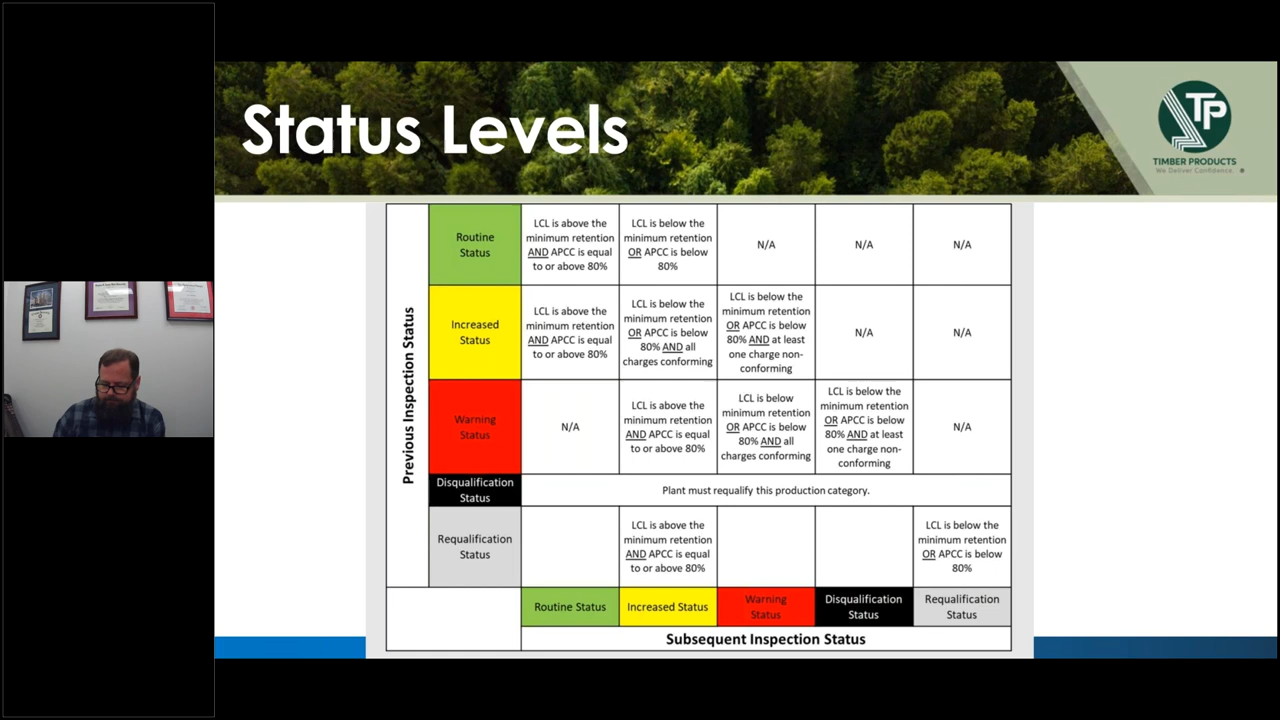 Status Levels
TP
TIMBER PRODUCTS
We Deliver Confidence.
Previous Inspection Status
Routine
Status
LCL is above the
minimum retention
AND APCC is equal
to or above 80%
LCL is below the
minimum retention
OR APCC is below
80%
N/A
N/A
N/A
Increased
Status
LCL is above the
minimum retention
AND APCC is equal
to or above 80%
LCL is below the
minimum retention
OR APCC is below
80% AND all
charges conforming
LCL is below the
minimum retention
OR APCC is below
80% AND at least
one charge non-
conforming
N/A
N/A
Warning
Status
N/A
LCL is above the
minimum retention
AND APCC is equal
to or above 80%
LCL is below
minimum retention
OR APCC is below
80% AND all
charges conforming
LCL is below the
minimum retention
OR APCC is below
80% AND at least
one charge non-
conforming
N/A
Disqualification
Status
Plant must requalify this production category.
Requalification
Status
LCL is above the
minimum retention
AND APCC is equal
to or above 80%
LCL is below the
minimum retention
OR APCC is below
80%
Routine Status
Increased Status
Warning
Status
Disqualification
Status
Requalification
Status
Subsequent Inspection Status